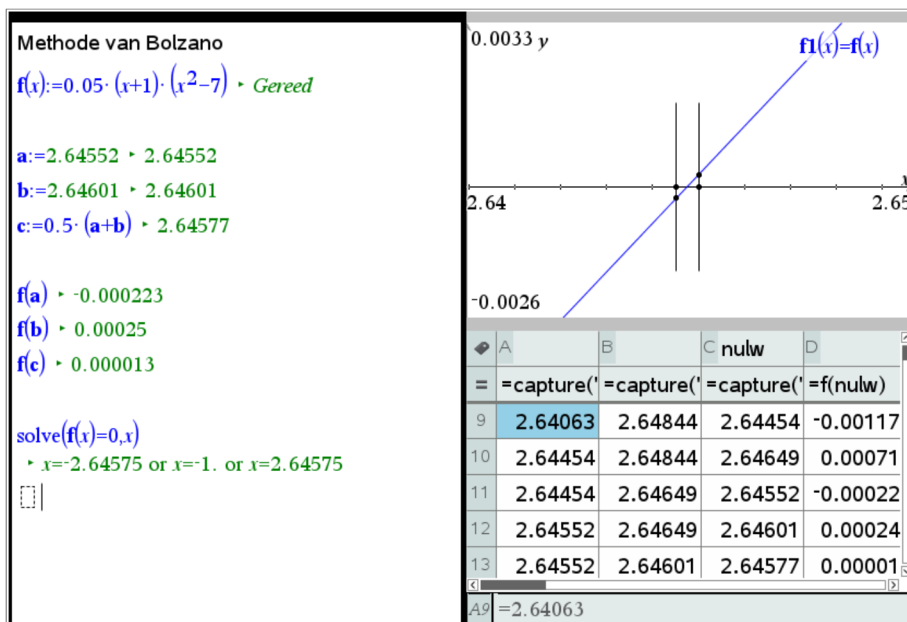 Methode van Bolzano
f(x):=0.05·(x+1)·(x²−7) ▸ Gereed
a:=2.64552 ▸ 2.64552
b:=2.64601 ▸ 2.64601
c:=0.5·(a+b) ▸ 2.64577
f(a) ▸ -0.000223
f(b) ▸ 0.00025
f(c) ▸ 0.000013
solve(f(x)=0,x)
▸ x=-2.64575 or x=-1. or x=2.64575
0.0033 y
f1(x)=f(x)
x
2.64 2.65
-0.0026
A B C nulw D
= =capture(' =capture(' =capture(' =f(nulw)
9 2.64063 2.64844 2.64454 -0.00117
10 2.64454 2.64844 2.64649 0.00071
11 2.64454 2.64649 2.64552 -0.00022
12 2.64552 2.64649 2.64601 0.00024
13 2.64552 2.64601 2.64577 0.00001
A9 =2.64063